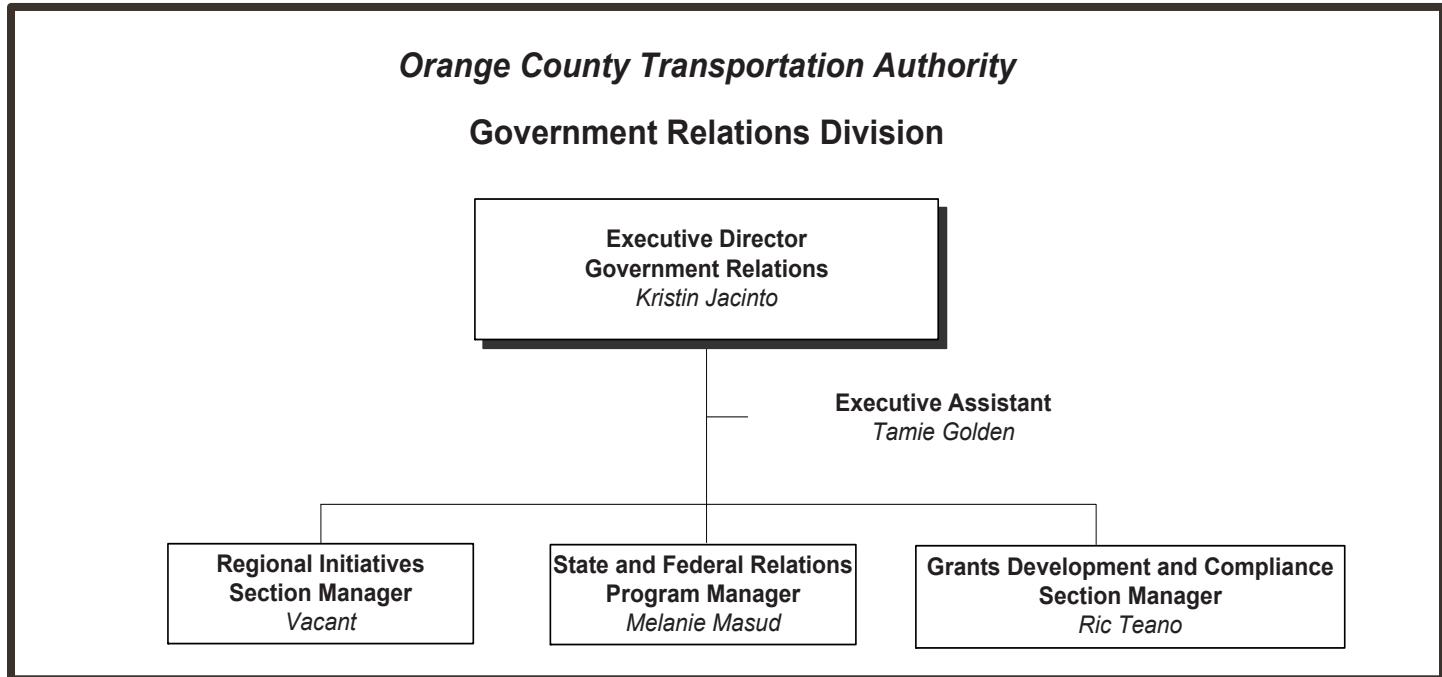 Orange County Transportation Authority
Government Relations Division
Executive Director
Government Relations
Kristin Jacinto
Executive Assistant
Tamie Golden
Regional Initiatives
Section Manager
Vacant
State and Federal Relations
Program Manager
Melanie Masud
Grants Development and Compliance
Section Manager
Ric Teano